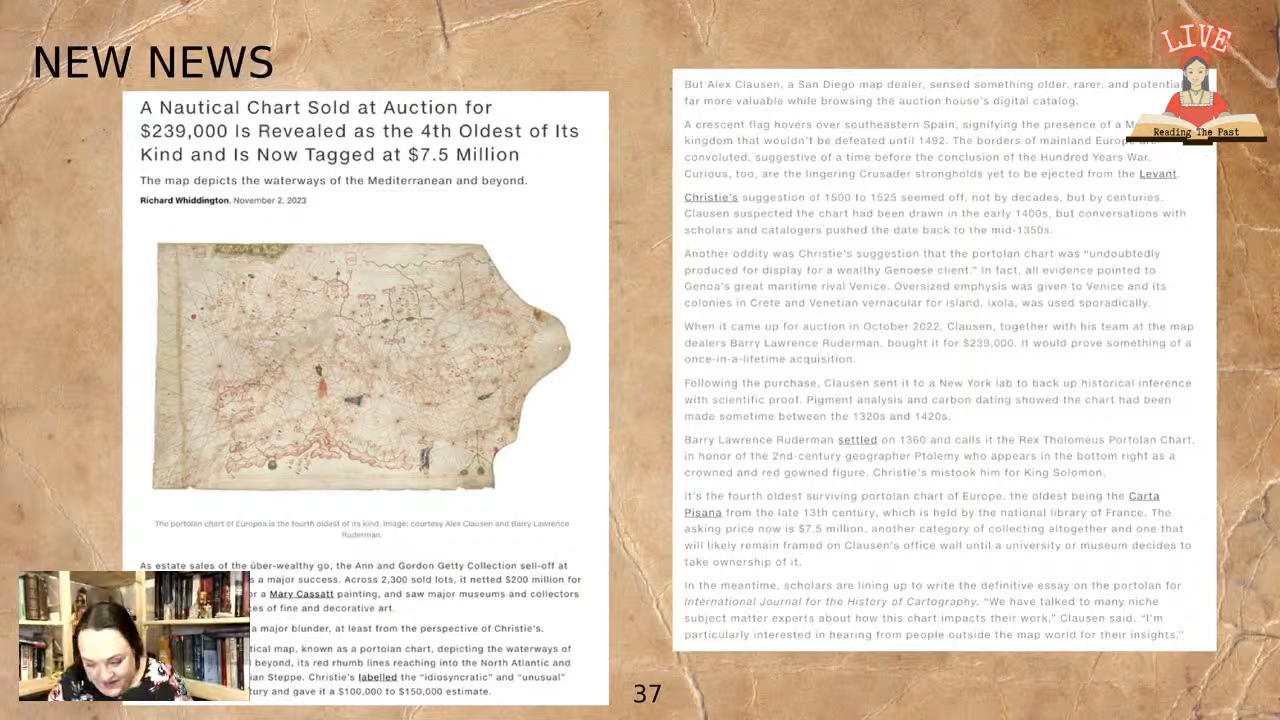 NEW NEWS
A Nautical Chart Sold at Auction for
$239,000 Is Revealed as the 4th Oldest of Its
Kind and Is Now Tagged at $7.5 Million
The map depicts the waterways of the Mediterranean and beyond.
Richard Whiddington, November 2, 2023
The portolan chart of Europea is the fourth oldest of its kind. Image: courtesy Alex Clausen and Barry Lawrence
Ruderman.
As estate sales of the über-wealthy go, the Ann and Gordon Getty Collection sell-off at
s a major success. Across 2,300 sold lots, it netted $200 million for
or a Mary Cassatt painting, and saw major museums and collectors
es of fine and decorative art.
a major blunder, at least from the perspective of Christie's.
tical map, known as a portolan chart, depicting the waterways of
beyond, its red rhumb lines reaching into the North Atlantic and
ian Steppe. Christie's labelled the "idiosyncratic" and "unusual"
tury and gave it a $100,000 to $150,000 estimate.
But Alex Clausen, a San Diego map dealer, sensed something older, rarer, and potentia
far more valuable while browsing the auction house's digital catalog.
A crescent flag hovers over southeastern Spain, signifying the presence of a M
kingdom that wouldn't be defeated until 1492. The borders of mainland Europe are
convoluted, suggestive of a time before the conclusion of the Hundred Years War.
Curious, too, are the lingering Crusader strongholds yet to be ejected from the Levant.
Christie's suggestion of 1500 to 1525 seemed off, not by decades, but by centuries.
Clausen suspected the chart had been drawn in the early 1400s, but conversations with
scholars and catalogers pushed the date back to the mid-1350s.
Another oddity was Christie's suggestion that the portolan chart was "undoubtedly
produced for display for a wealthy Genoese client." In fact, all evidence pointed to
Genoa's great maritime rival Venice. Oversized emphysis was given to Venice and its
colonies in Crete and Venetian vernacular for island, ixola, was used sporadically.
When it came up for auction in October 2022, Clausen, together with his team at the map
dealers Barry Lawrence Ruderman, bought it for $239,000. It would prove something of a
once-in-a-lifetime acquisition.
Following the purchase, Clausen sent it to a New York lab to back up historical inference
with scientific proof. Pigment analysis and carbon dating showed the chart had been
made sometime between the 1320s and 1420s.
Barry Lawrence Ruderman settled on 1360 and calls it the Rex Tholomeus Portolan Chart,
in honor of the 2nd-century geographer Ptolemy who appears in the bottom right as a
crowned and red gowned figure. Christie's mistook him for King Solomon.
It's the fourth oldest surviving portolan chart of Europe, the oldest being the Carta
Pisana from the late 13th century, which is held by the national library of France. The
asking price now is $7.5 million, another category of collecting altogether and one that
will likely remain framed on Clausen's office wall until a university or museum decides to
take ownership of it.
In the meantime, scholars are lining up to write the definitive essay on the portolan for
International Journal for the History of Cartography. "We have talked to many niche
subject matter experts about how this chart impacts their work," Clausen said. "I'm
particularly interested in hearing from people outside the map world for their insights."
LIVE
Reading The Past
37